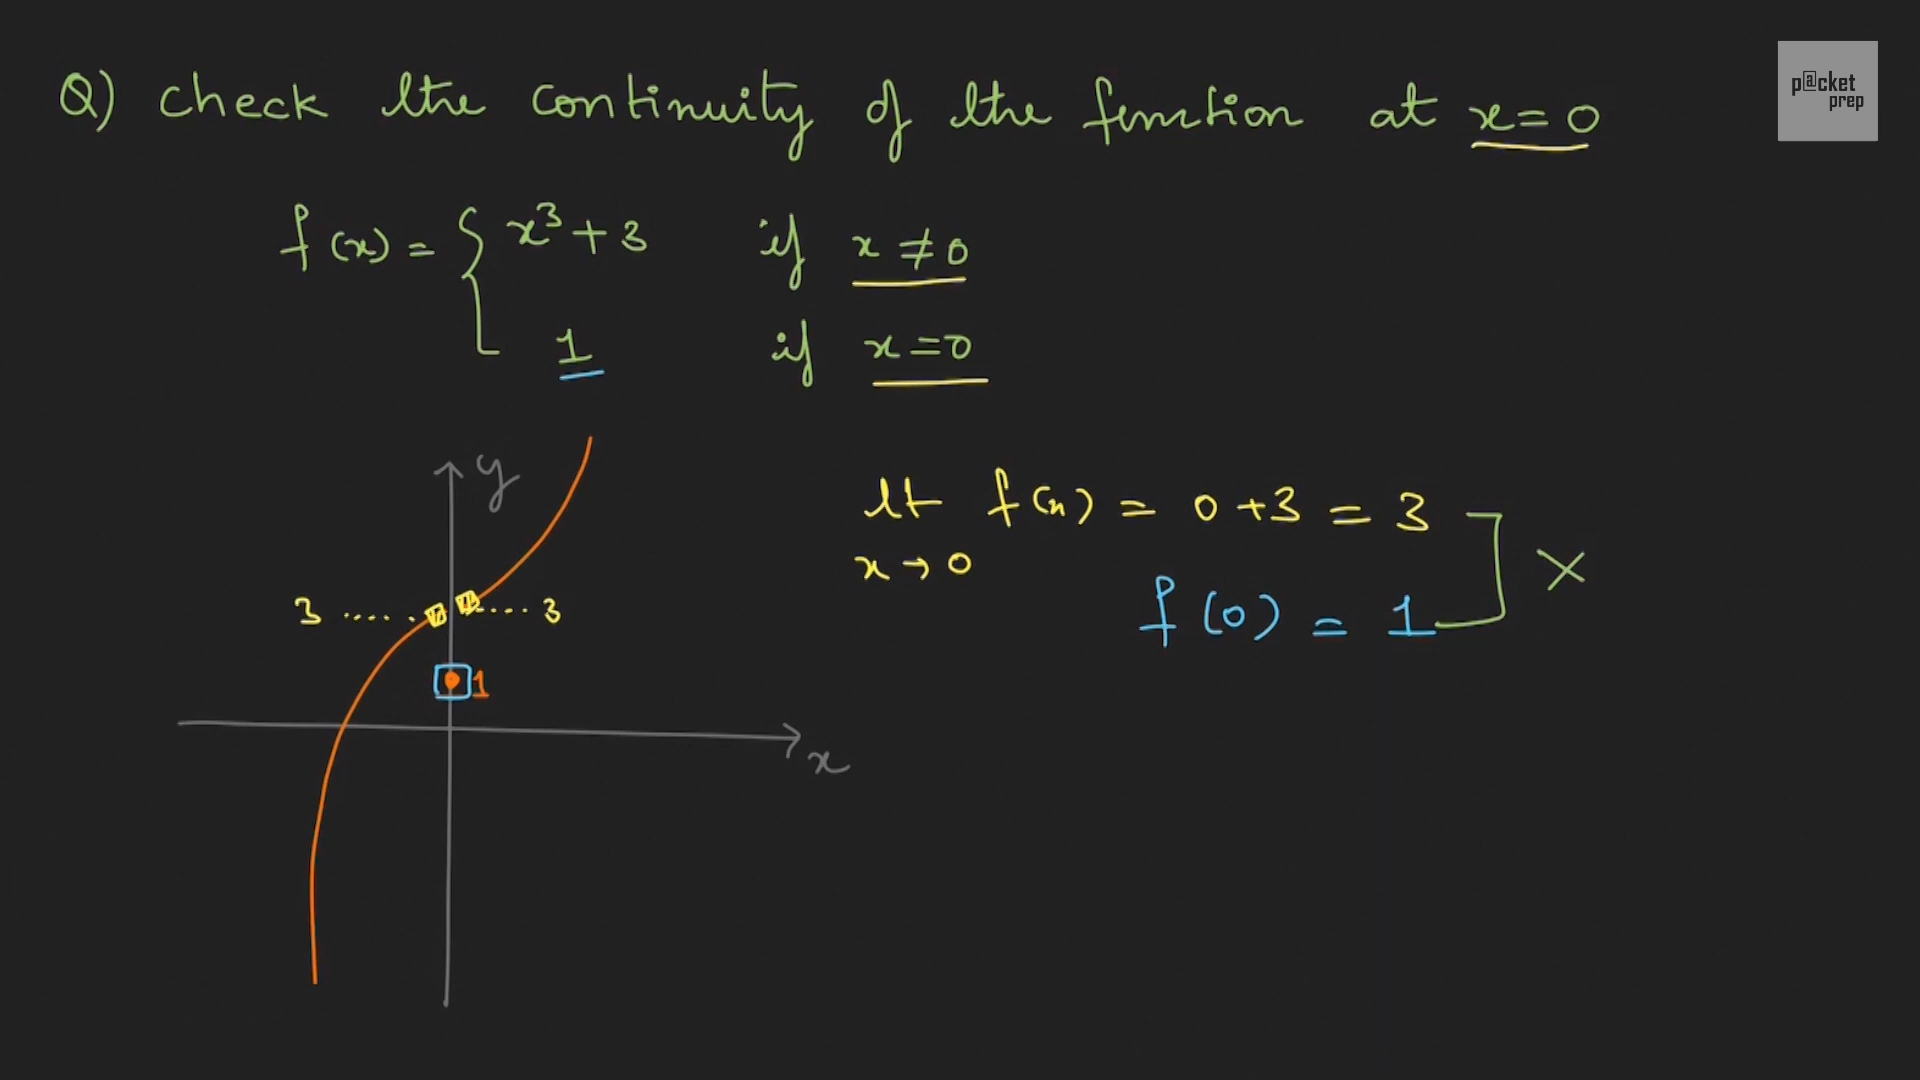 Q) Check the continuity of the function at x=0
p@cket
prep
f(x) = { x³+3 if x ≠ 0
1 if x=0
y
lt f(x) = 0+3 = 3
x→0
3 ..... ..... 3
f(0) = 1
×
1
x